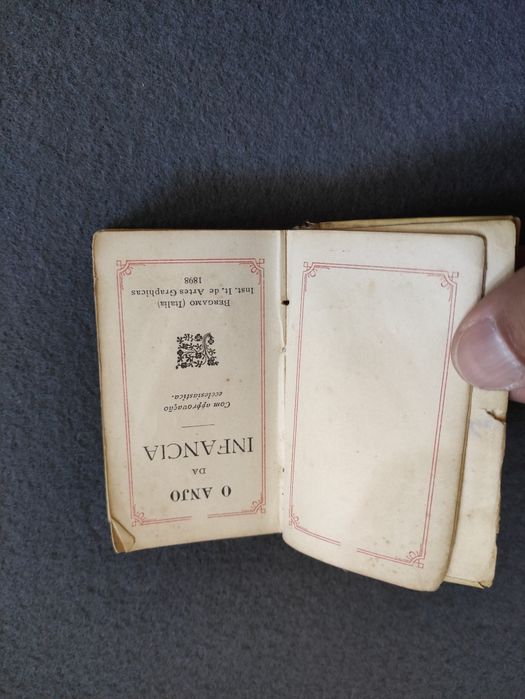 O ANJO
DA
INFANCIA
Com approvação
ecclesiastica.
BERGAMO (Italia)
Inst. It. de Artes Graphicas
1898